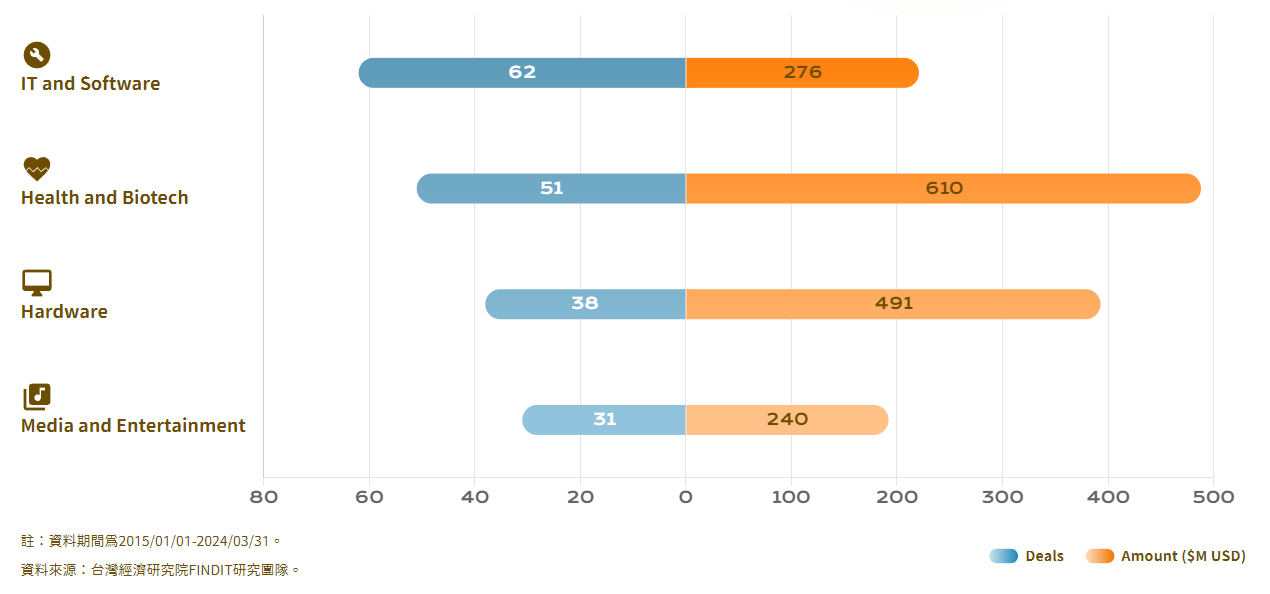 IT and Software
62
276
Health and Biotech
51
610
Hardware
38
491
Media and Entertainment
31
240
80 60 40 20 0 100 200 300 400 500
註：資料期間為2015/01/01-2024/03/31。
資料來源：台灣經濟研究院FINDIT研究團隊。
Deals
Amount ($M USD)